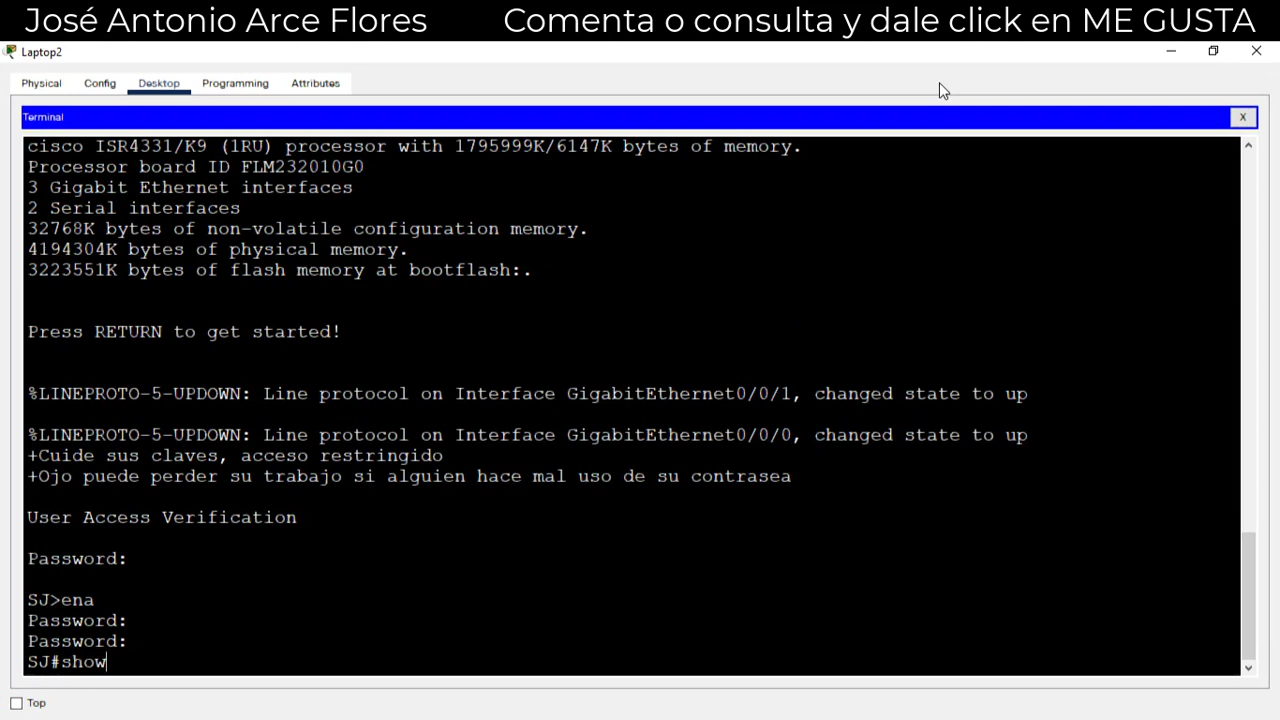 José Antonio Arce Flores Comenta o consulta y dale click en ME GUSTA
Laptop2
Physical Config Desktop Programming Attributes
Terminal X
cisco ISR4331/K9 (1RU) processor with 1795999K/6147K bytes of memory.
Processor board ID FLM232010G0
3 Gigabit Ethernet interfaces
2 Serial interfaces
32768K bytes of non-volatile configuration memory.
4194304K bytes of physical memory.
3223551K bytes of flash memory at bootflash:.
Press RETURN to get started!
%LINEPROTO-5-UPDOWN: Line protocol on Interface GigabitEthernet0/0/1, changed state to up
%LINEPROTO-5-UPDOWN: Line protocol on Interface GigabitEthernet0/0/0, changed state to up
+Cuide sus claves, acceso restringido
+Ojo puede perder su trabajo si alguien hace mal uso de su contrasea
User Access Verification
Password:
SJ>ena
Password:
Password:
SJ#show
Top